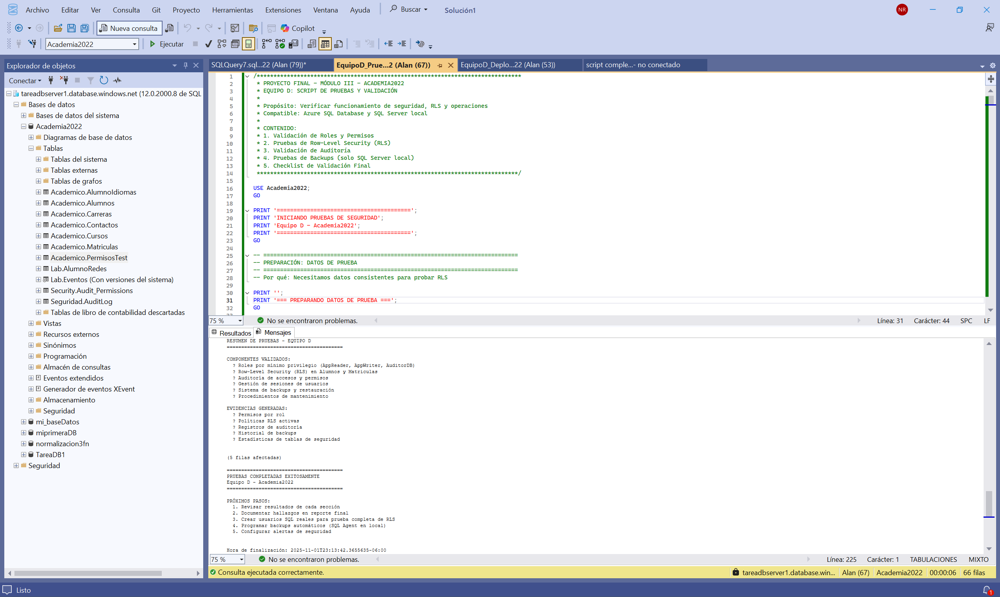 Archivo Editar Ver Consulta Git Proyecto Herramientas Extensiones Ventana Ayuda Buscar Solución1 NR
Nueva consulta Copilot
Academia2022 Ejecutar
Explorador de objetos
Conectar
tareadbserver1.database.windows.net (12.0.2000.8 de SQL
Bases de datos
Bases de datos del sistema
Academia2022
Diagramas de base de datos
Tablas
Tablas del sistema
Tablas externas
Tablas de grafos
Academico.AlumnoIdiomas
Academico.Alumnos
Academico.Carreras
Academico.Contactos
Academico.Cursos
Academico.Matriculas
Academico.PermisosTest
Lab.AlumnoRedes
Lab.Eventos (Con versiones del sistema)
Security.Audit_Permissions
Seguridad.AuditLog
Tablas de libro de contabilidad descartadas
Vistas
Recursos externos
Sinónimos
Programación
Almacén de consultas
Eventos extendidos
Generador de eventos XEvent
Almacenamiento
Seguridad
mi_baseDatos
miprimeraDB
normalizacion3fn
TareaDB1
Seguridad
SQLQuery7.sql...22 (Alan (79))* EquipoD_Prue...2 (Alan (67)) EquipoD_Deplo...22 (Alan (53)) script comple...- no conectado
1 /*******************************************************************************
2 * PROYECTO FINAL - MÓDULO III - ACADEMIA2022
3 * EQUIPO D: SCRIPT DE PRUEBAS Y VALIDACIÓN
4 *
5 * Propósito: Verificar funcionamiento de seguridad, RLS y operaciones
6 * Compatible: Azure SQL Database y SQL Server local
7 *
8 * CONTENIDO:
9 * 1. Validación de Roles y Permisos
10 * 2. Pruebas de Row-Level Security (RLS)
11 * 3. Validación de Auditoría
12 * 4. Pruebas de Backups (solo SQL Server local)
13 * 5. Checklist de Validación Final
14 ******************************************************************************/
15
16 USE Academia2022;
17 GO
18
19 PRINT '========================================';
20 PRINT 'INICIANDO PRUEBAS DE SEGURIDAD';
21 PRINT 'Equipo D - Academia2022';
22 PRINT '========================================';
23 GO
24
25 -- ============================================================================
26 -- PREPARACIÓN: DATOS DE PRUEBA
27 -- ============================================================================
28 -- Por qué: Necesitamos datos consistentes para probar RLS
29
30 PRINT '';
31 PRINT '=== PREPARANDO DATOS DE PRUEBA ===';
32 GO
75 % No se encontraron problemas. Línea: 31 Carácter: 44 SPC LF
Resultados Mensajes
RESUMEN DE PRUEBAS - EQUIPO D
========================================
COMPONENTES VALIDADOS:
? Roles por mínimo privilegio (AppReader, AppWriter, AuditorDB)
? Row-Level Security (RLS) en Alumnos y Matriculas
? Auditoría de accesos y permisos
? Gestión de sesiones de usuarios
? Sistema de backups y restauración
? Procedimientos de mantenimiento
EVIDENCIAS GENERADAS:
? Permisos por rol
? Políticas RLS activas
? Registros de auditoría
? Historial de backups
? Estadísticas de tablas de seguridad
(5 filas afectadas)
========================================
PRUEBAS COMPLETADAS EXITOSAMENTE
Equipo D - Academia2022
========================================
PRÓXIMOS PASOS:
1. Revisar resultados de cada sección
2. Documentar hallazgos en reporte final
3. Crear usuarios SQL reales para prueba completa de RLS
4. Programar backups automáticos (SQL Agent en local)
5. Configurar alertas de seguridad
Hora de finalización: 2025-11-01T23:13:42.3655635-06:00
75 % No se encontraron problemas. Línea: 225 Carácter: 1 TABULACIONES MIXTO
Consulta ejecutada correctamente. tareadbserver1.database.win... Alan (67) Academia2022 00:00:06 66 filas
Listo 1